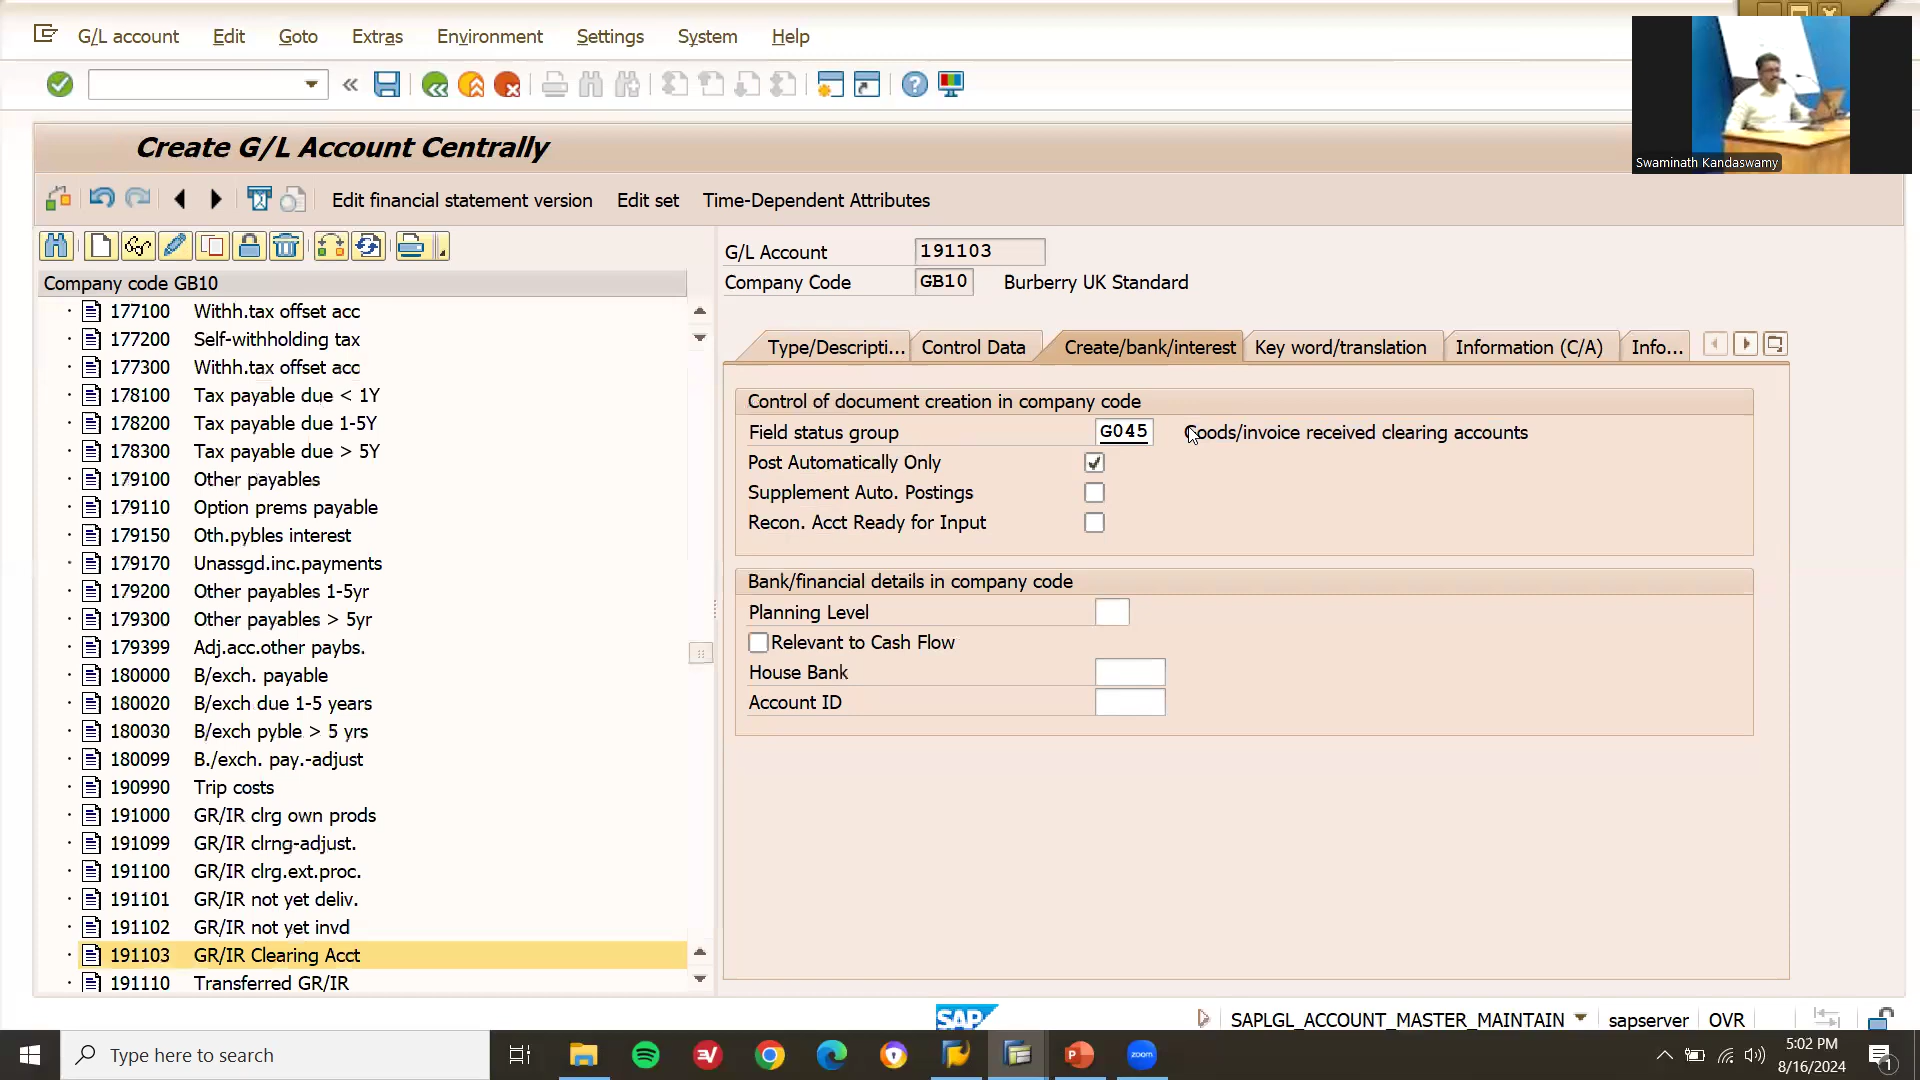 G/L account Edit Goto Extras Environment Settings System Help
Swaminath Kandaswamy
Create G/L Account Centrally
Edit financial statement version Edit set Time-Dependent Attributes
Company code GB10
177100 Withh.tax offset acc
177200 Self-withholding tax
177300 Withh.tax offset acc
178100 Tax payable due < 1Y
178200 Tax payable due 1-5Y
178300 Tax payable due > 5Y
179100 Other payables
179110 Option prems payable
179150 Oth.pybles interest
179170 Unassgd.inc.payments
179200 Other payables 1-5yr
179300 Other payables > 5yr
179399 Adj.acc.other paybs.
180000 B/exch. payable
180020 B/exch due 1-5 years
180030 B/exch pyble > 5 yrs
180099 B./exch. pay.-adjust
190990 Trip costs
191000 GR/IR clrg own prods
191099 GR/IR clrng-adjust.
191100 GR/IR clrg.ext.proc.
191101 GR/IR not yet deliv.
191102 GR/IR not yet invd
191103 GR/IR Clearing Acct
191110 Transferred GR/IR
G/L Account 191103
Company Code GB10 Burberry UK Standard
Type/Descripti... Control Data Create/bank/interest Key word/translation Information (C/A) Info...
Control of document creation in company code
Field status group G045 Goods/invoice received clearing accounts
Post Automatically Only
Supplement Auto. Postings
Recon. Acct Ready for Input
Bank/financial details in company code
Planning Level
Relevant to Cash Flow
House Bank
Account ID
SAP
SAPLGL_ACCOUNT_MASTER_MAINTAIN sapserver OVR
Type here to search
zoom
5:02 PM
8/16/2024
1